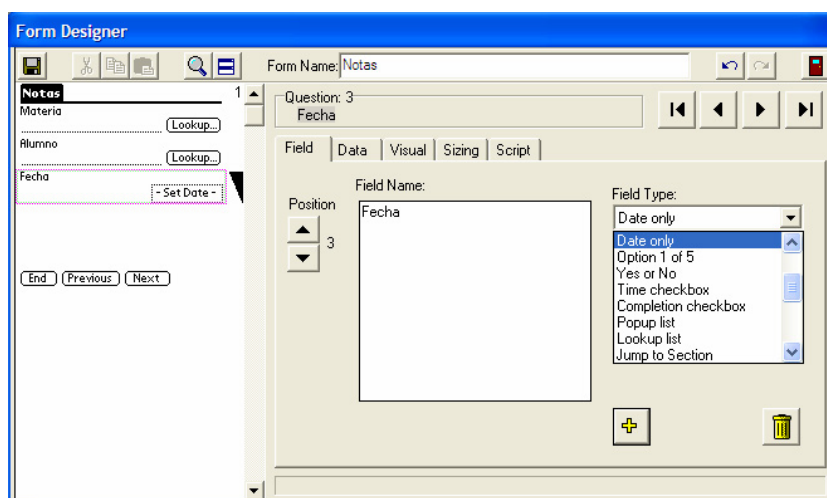 Form Designer
Form Name: Notas
Notas 1
Materia
Lookup...
Alumno
Lookup...
Fecha
- Set Date -
End Previous Next
Question: 3
Fecha
Field Data Visual Sizing Script
Position
3
Field Name:
Fecha
Field Type:
Date only
Date only
Option 1 of 5
Yes or No
Time checkbox
Completion checkbox
Popup list
Lookup list
Jump to Section